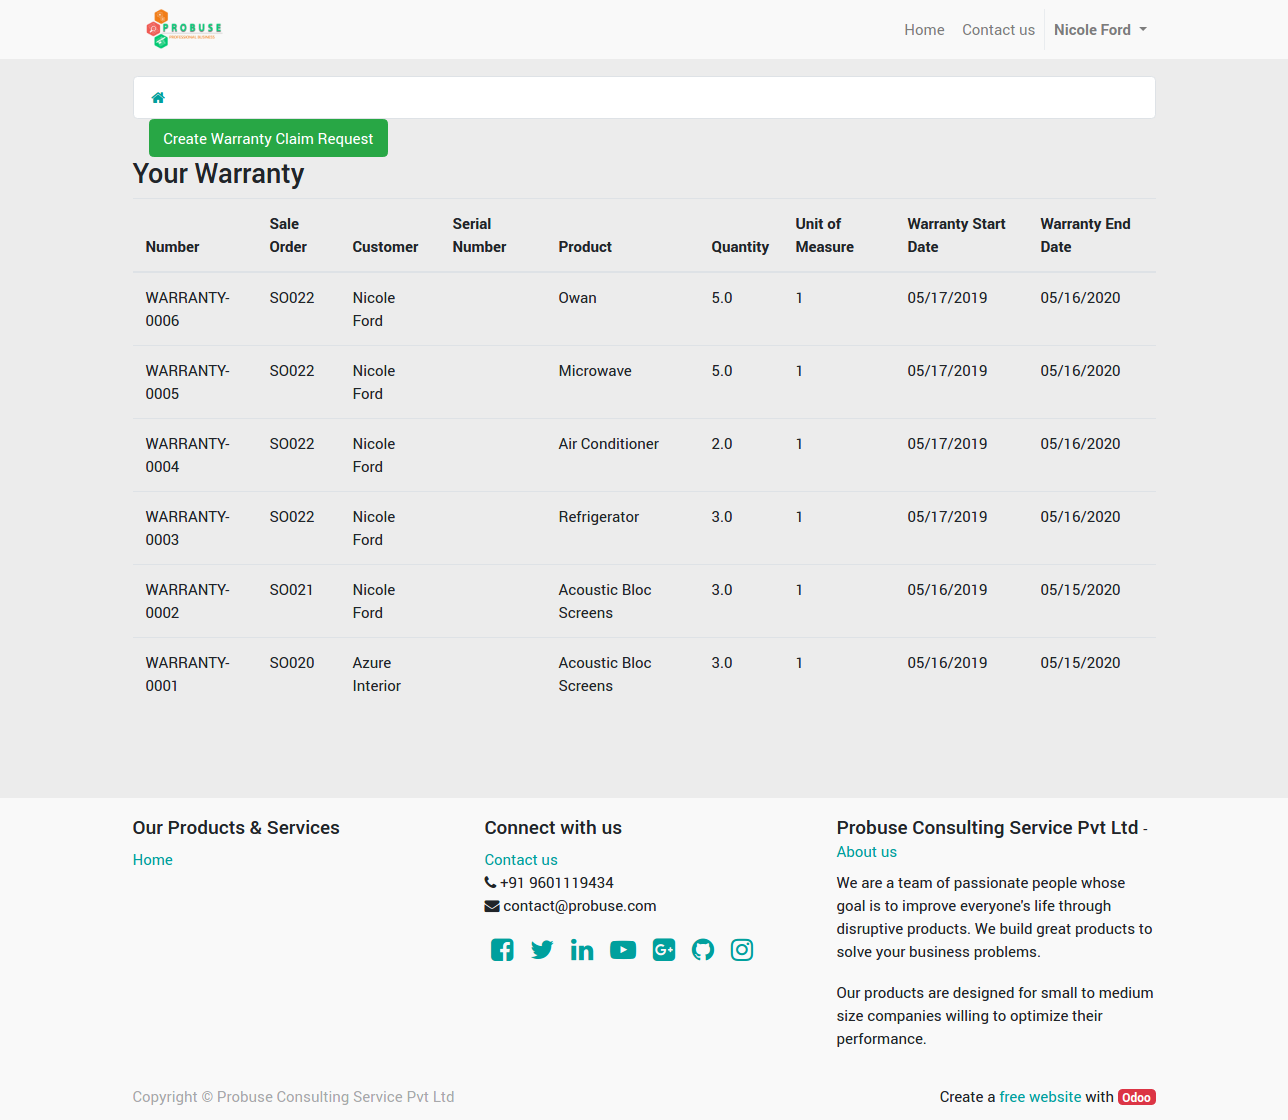 PROBUSE
PROFESSIONAL BUSINESS
Home Contact us Nicole Ford
Create Warranty Claim Request
Your Warranty
Number Sale Order Customer Serial Number Product Quantity Unit of Measure Warranty Start Date Warranty End Date
WARRANTY-0006 SO022 Nicole Ford Owan 5.0 1 05/17/2019 05/16/2020
WARRANTY-0005 SO022 Nicole Ford Microwave 5.0 1 05/17/2019 05/16/2020
WARRANTY-0004 SO022 Nicole Ford Air Conditioner 2.0 1 05/17/2019 05/16/2020
WARRANTY-0003 SO022 Nicole Ford Refrigerator 3.0 1 05/17/2019 05/16/2020
WARRANTY-0002 SO021 Nicole Ford Acoustic Bloc Screens 3.0 1 05/16/2019 05/15/2020
WARRANTY-0001 SO020 Azure Interior Acoustic Bloc Screens 3.0 1 05/16/2019 05/15/2020
Our Products & Services
Home
Connect with us
Contact us
+91 9601119434
contact@probuse.com
Probuse Consulting Service Pvt Ltd -
About us
We are a team of passionate people whose
goal is to improve everyone's life through
disruptive products. We build great products to
solve your business problems.
Our products are designed for small to medium
size companies willing to optimize their
performance.
Copyright © Probuse Consulting Service Pvt Ltd
Create a free website with Odoo